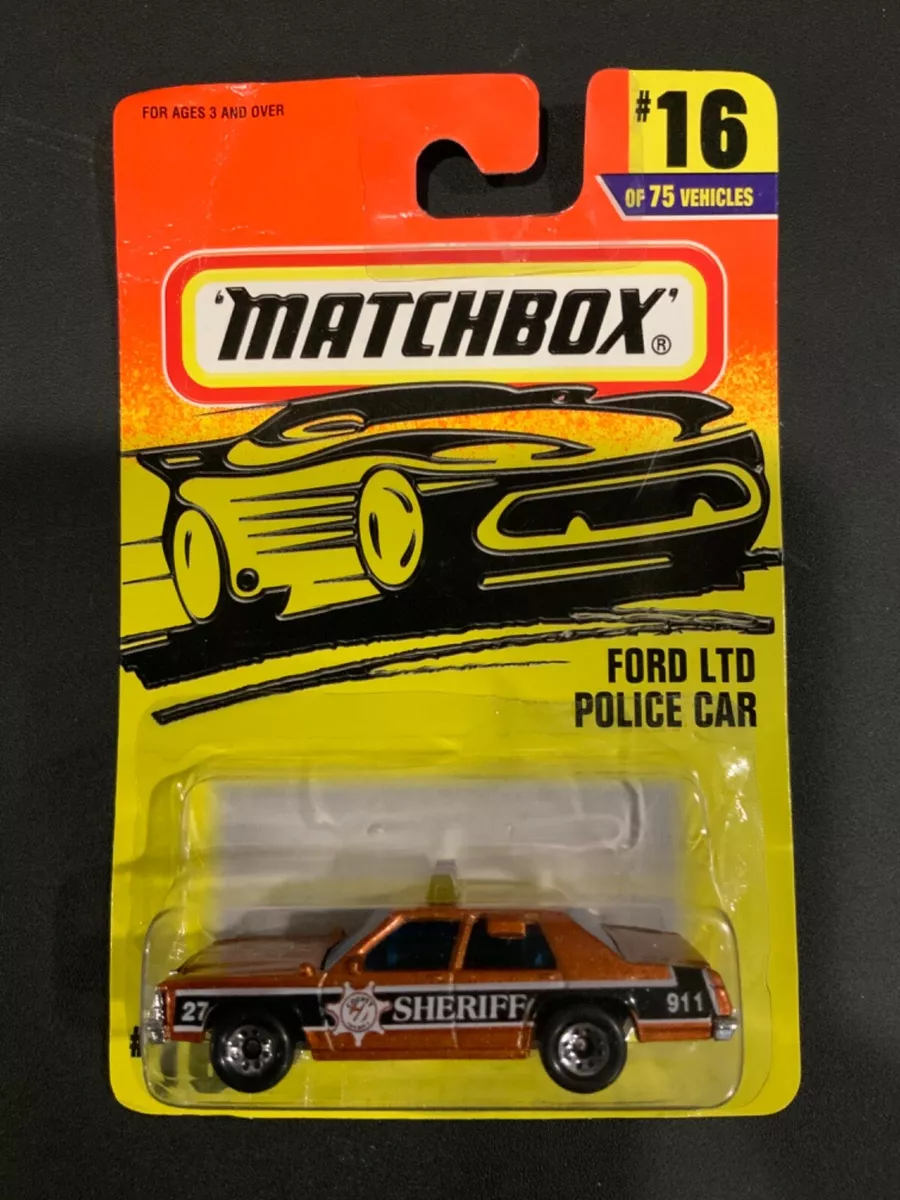 FOR AGES 3 AND OVER
#16
OF 75 VEHICLES
'MATCHBOX'®
FORD LTD
POLICE CAR
27
SHERIFF
911
#